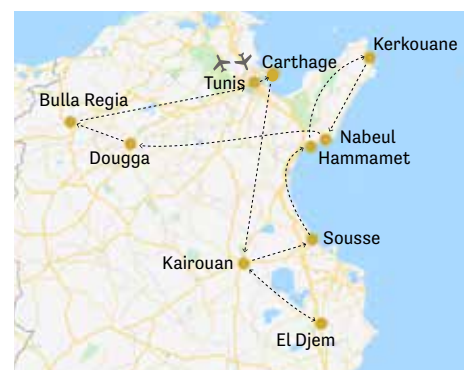 Kerkouane
Carthage
Tunis
Bulla Regia
Nabeul
Dougga
Hammamet
Sousse
Kairouan
El Djem